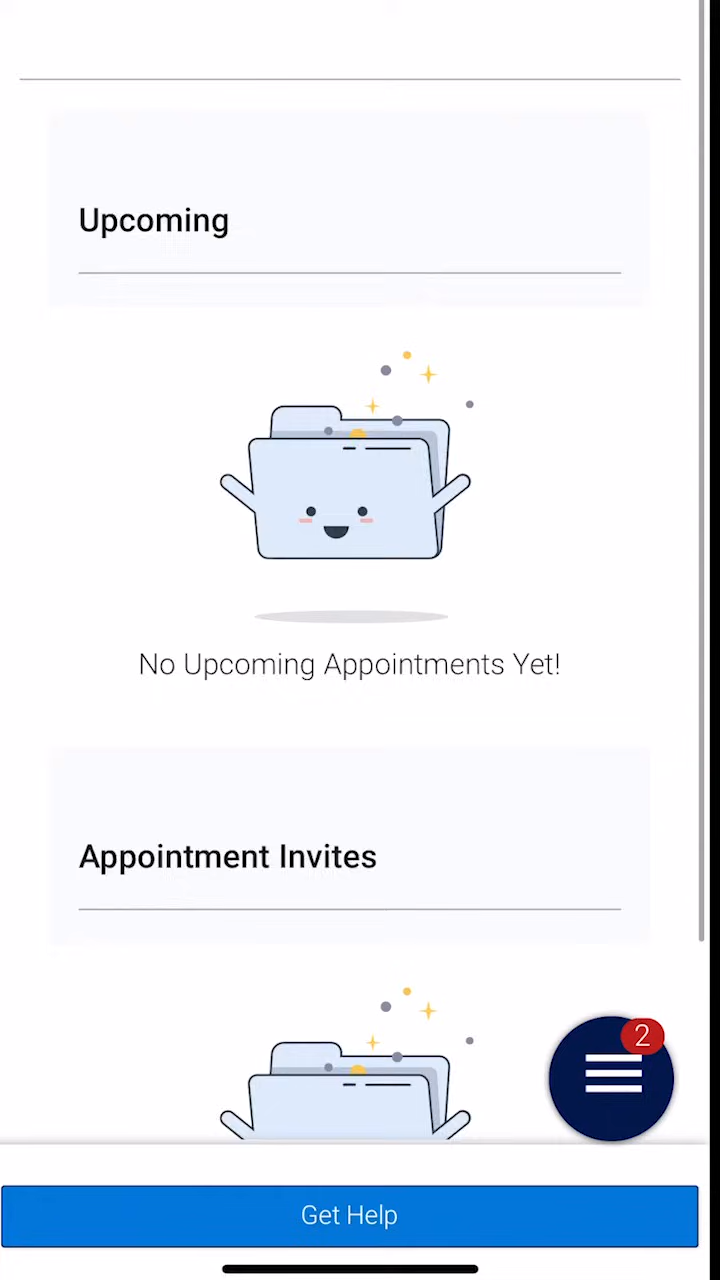 Upcoming
No Upcoming Appointments Yet!
Appointment Invites
2
Get Help